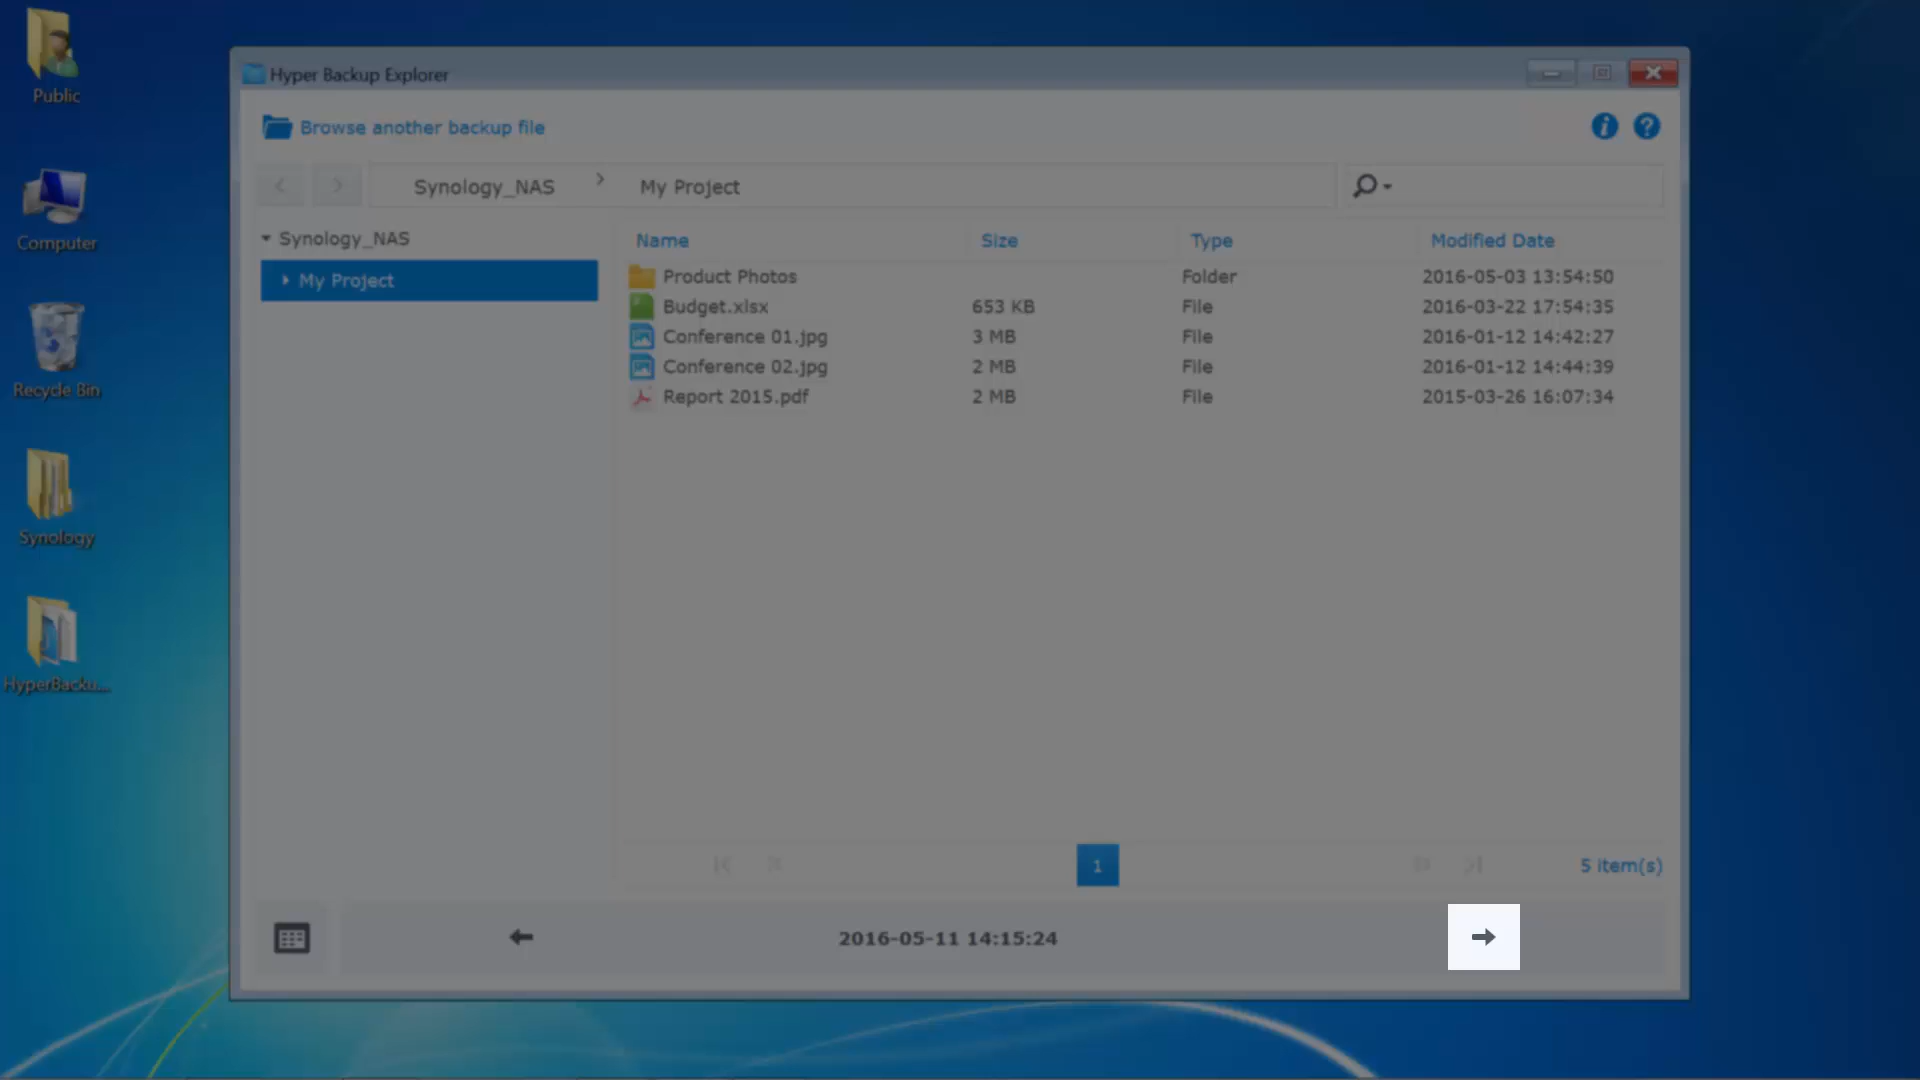 Public
Computer
Recycle Bin
Synology
HyperBacku...
Hyper Backup Explorer
Browse another backup file
Synology_NAS > My Project
Synology_NAS
My Project
Name Size Type Modified Date
Product Photos Folder 2016-05-03 13:54:50
Budget.xlsx 653 KB File 2016-03-22 17:54:35
Conference 01.jpg 3 MB File 2016-01-12 14:42:27
Conference 02.jpg 2 MB File 2016-01-12 14:44:39
Report 2015.pdf 2 MB File 2015-03-26 16:07:34
1 5 item(s)
2016-05-11 14:15:24